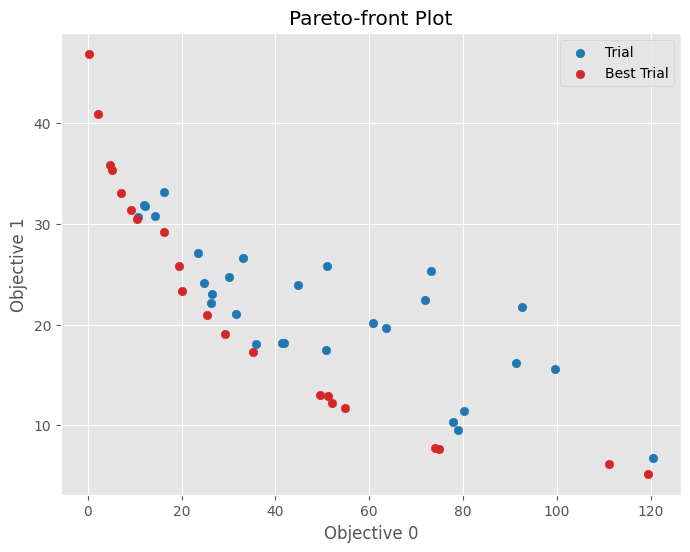 Pareto-front Plot
Trial
Best Trial
Objective 1
40
30
20
10
0 20 40 60 80 100 120
Objective 0